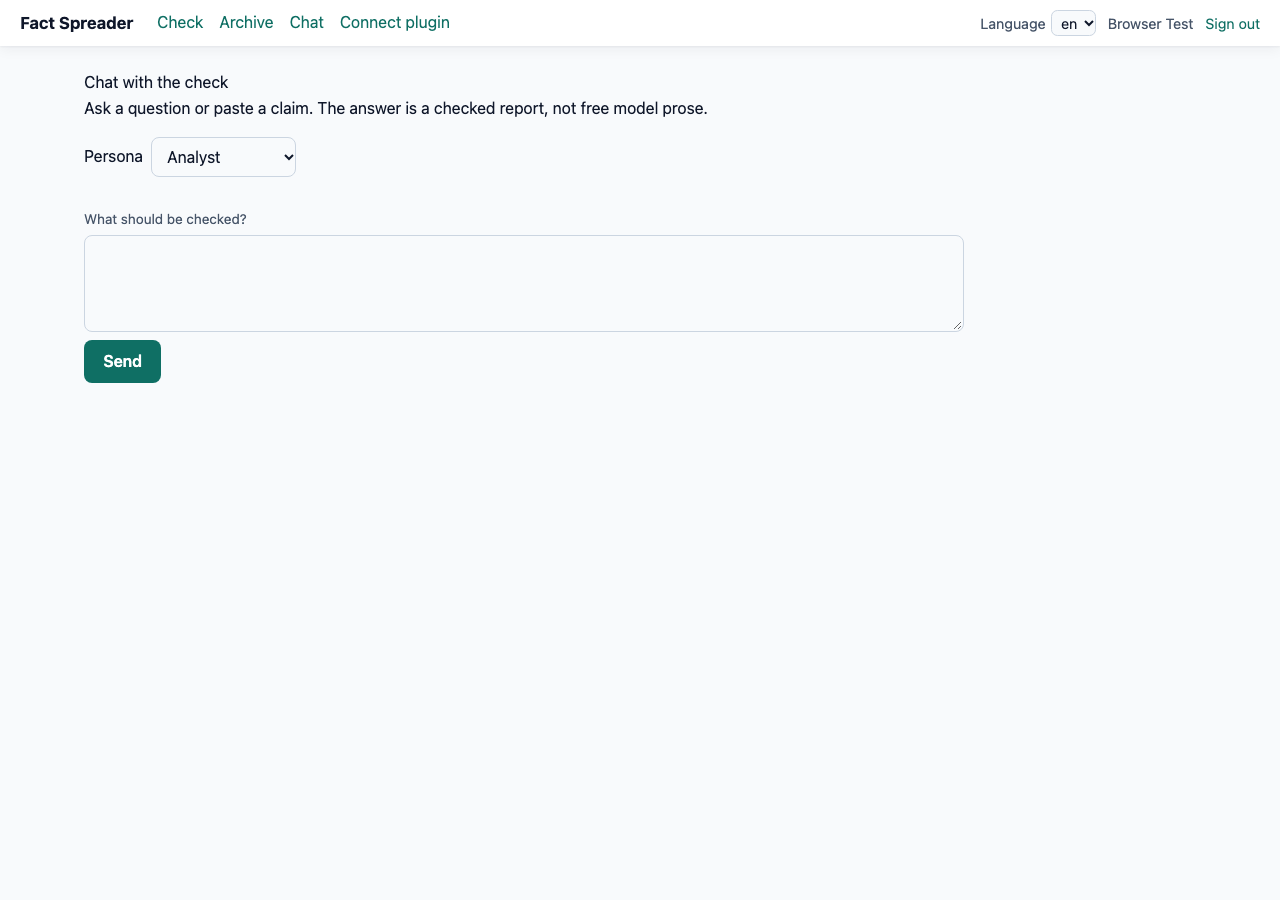 Fact Spreader Check Archive Chat Connect plugin Language en Browser Test Sign out
Chat with the check
Ask a question or paste a claim. The answer is a checked report, not free model prose.
Persona Analyst
What should be checked?
Send